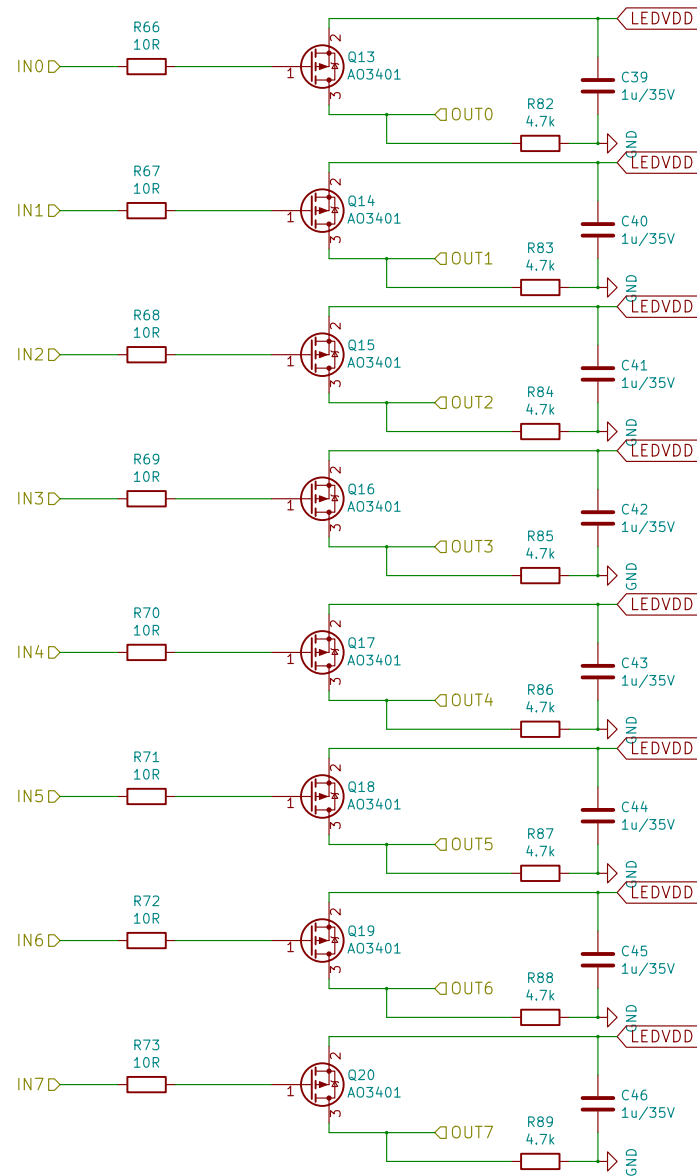 LEDVDD
R66
10R
IN0
2
Q13
AO3401
1
3
C39
1u/35V
OUT0
R82
4.7k
GND
LEDVDD
R67
10R
IN1
2
Q14
AO3401
1
3
C40
1u/35V
OUT1
R83
4.7k
GND
LEDVDD
R68
10R
IN2
2
Q15
AO3401
1
3
C41
1u/35V
OUT2
R84
4.7k
GND
LEDVDD
R69
10R
IN3
2
Q16
AO3401
1
3
C42
1u/35V
OUT3
R85
4.7k
GND
LEDVDD
R70
10R
IN4
2
Q17
AO3401
1
3
C43
1u/35V
OUT4
R86
4.7k
GND
LEDVDD
R71
10R
IN5
2
Q18
AO3401
1
3
C44
1u/35V
OUT5
R87
4.7k
GND
LEDVDD
R72
10R
IN6
2
Q19
AO3401
1
3
C45
1u/35V
OUT6
R88
4.7k
GND
LEDVDD
R73
10R
IN7
2
Q20
AO3401
1
3
C46
1u/35V
OUT7
R89
4.7k
GND